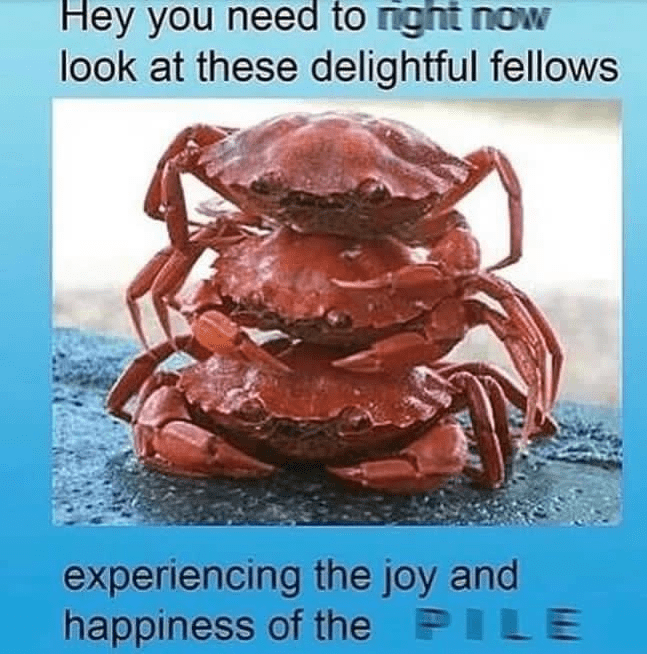 Hey you need to right now
look at these delightful fellows
experiencing the joy and
happiness of the PILE